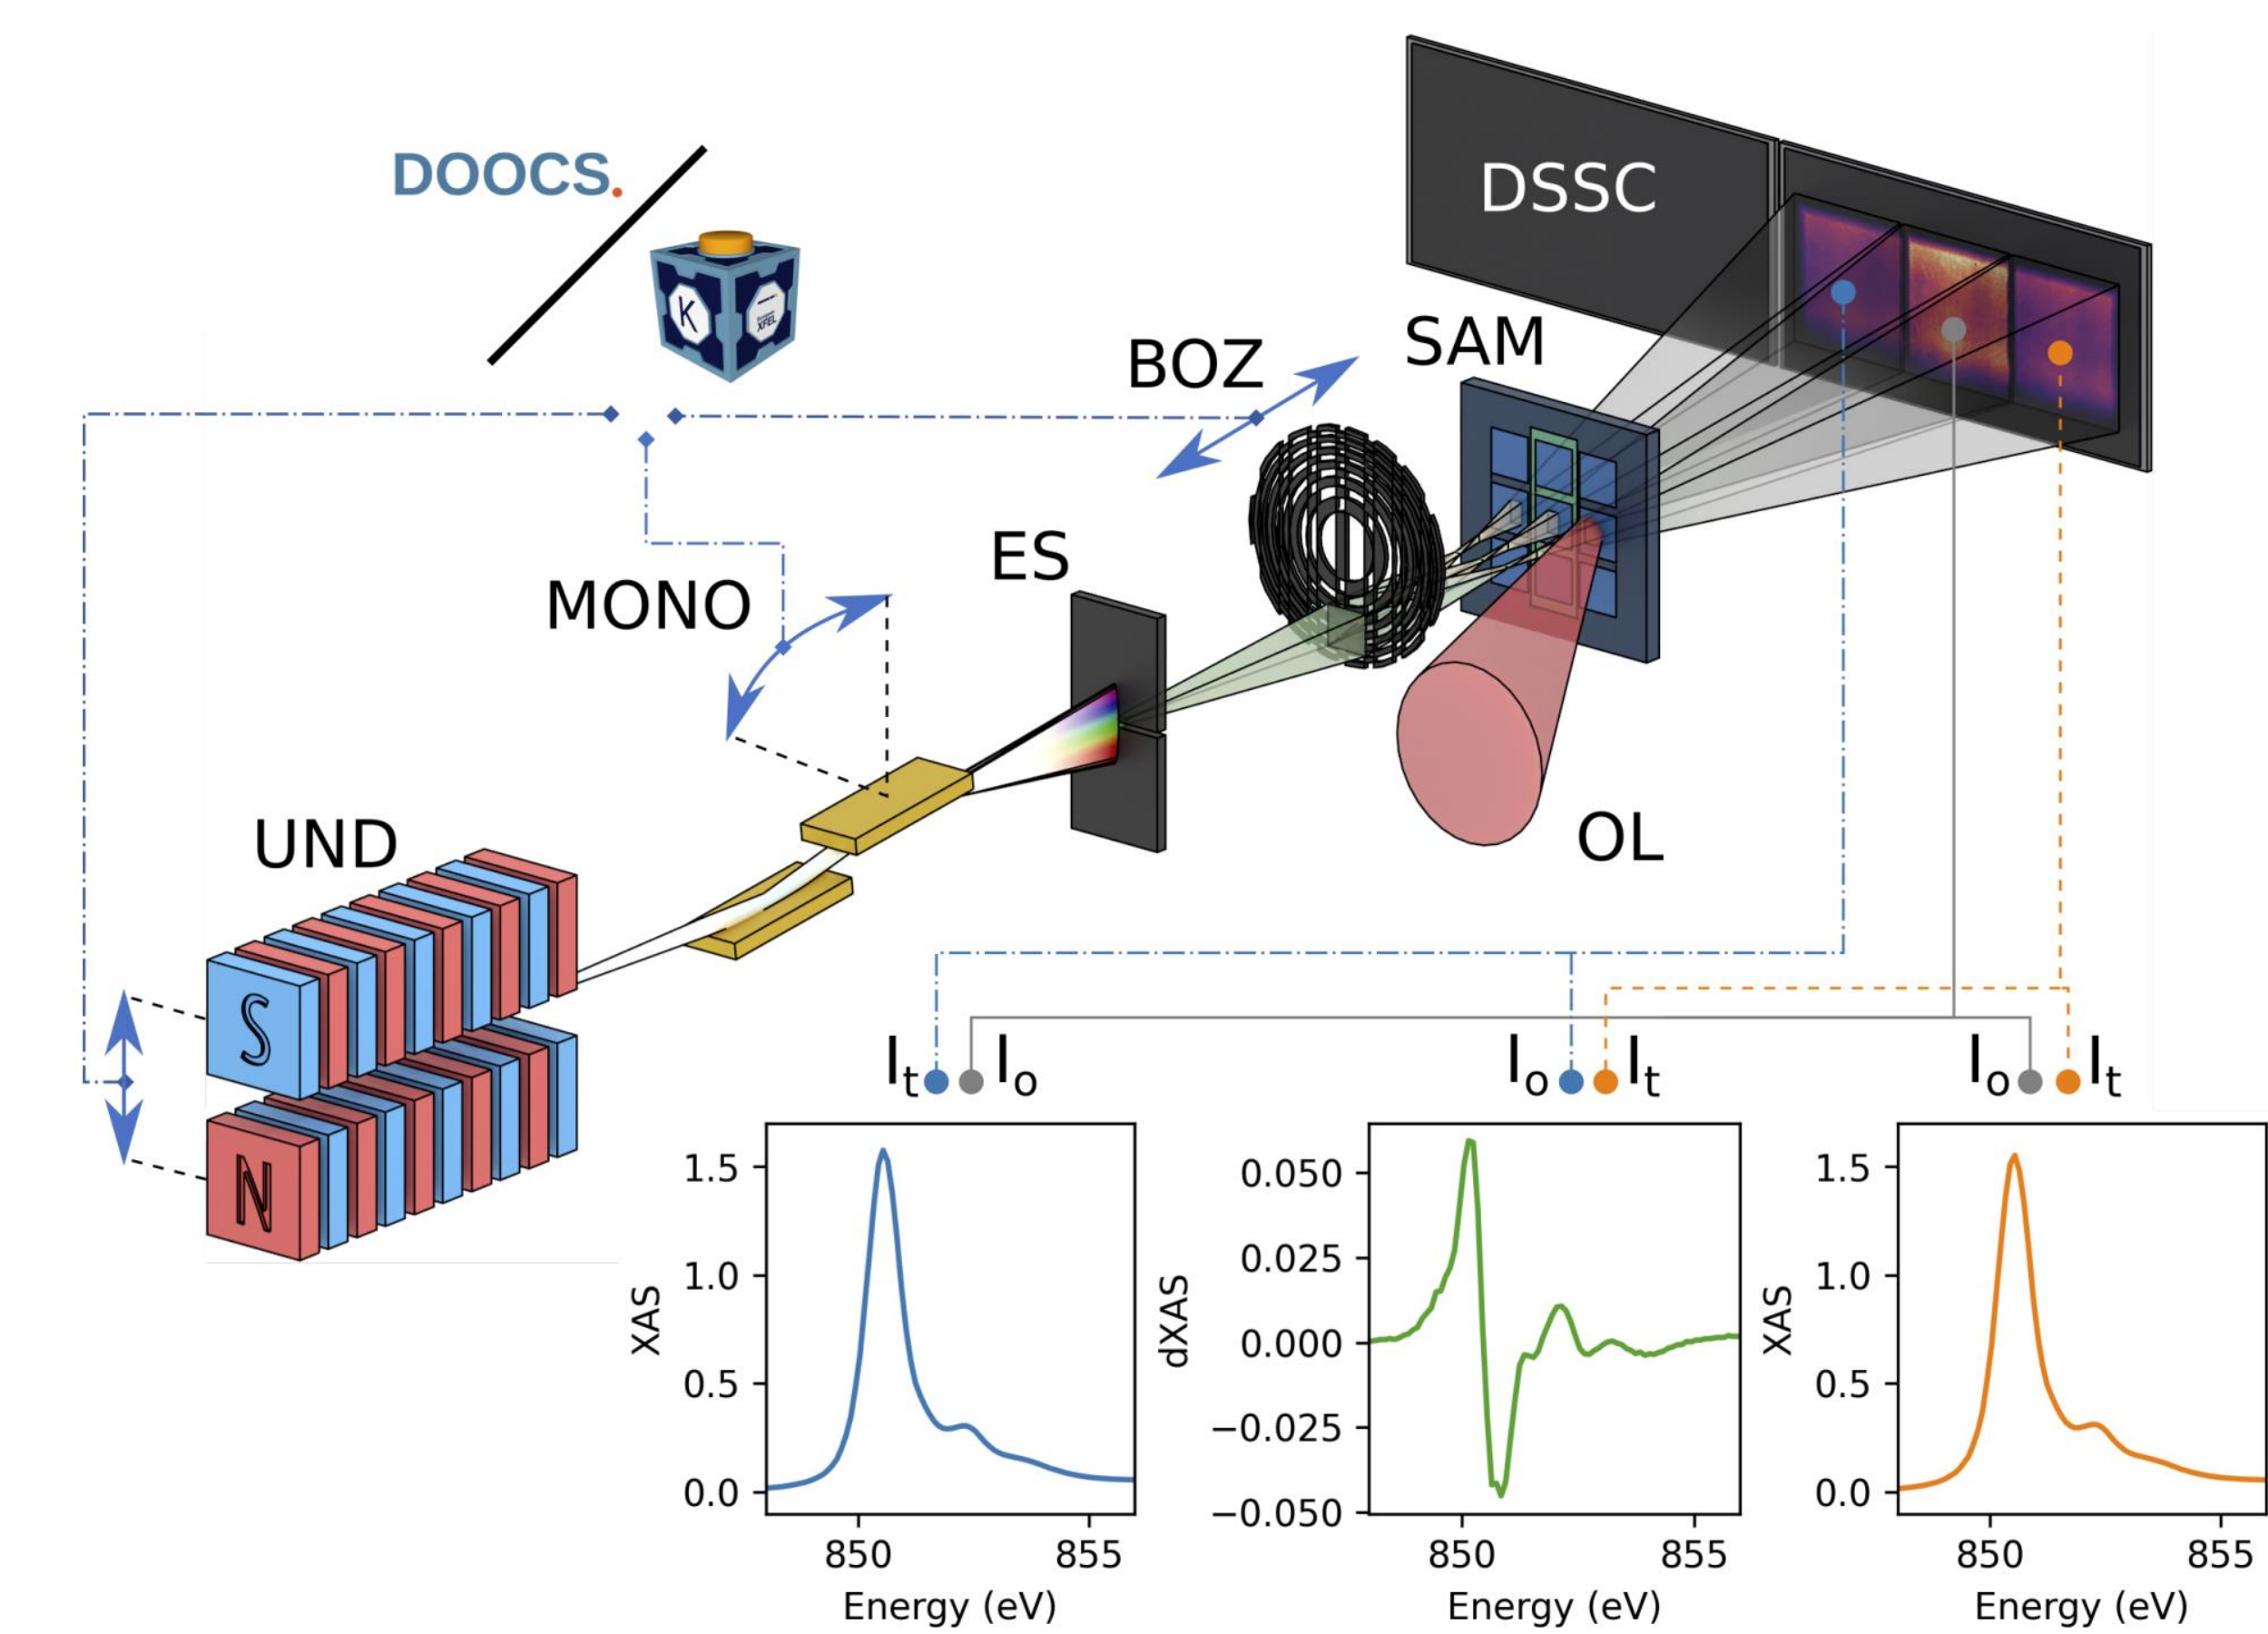 DOOCS.
K
European
XFEL
DSSC
BOZ
SAM
ES
MONO
UND
OL
S
N
It
Io
Io
It
Io
It
XAS
1.5
1.0
0.5
0.0
850
855
Energy (eV)
dXAS
0.050
0.025
0.000
−0.025
−0.050
850
855
Energy (eV)
XAS
1.5
1.0
0.5
0.0
850
855
Energy (eV)